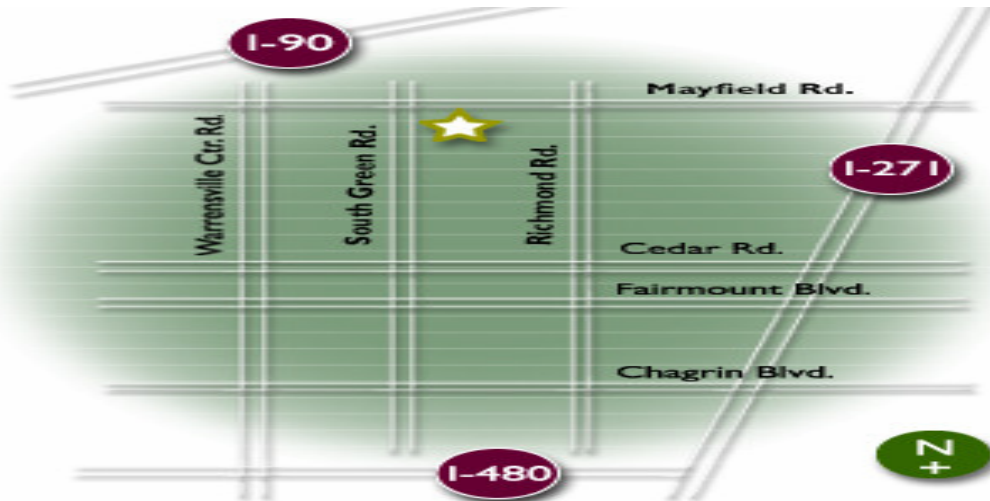 I-90
Mayfield Rd.
I-271
Warrensville Ctr. Rd.
South Green Rd.
Richmond Rd.
Cedar Rd.
Fairmount Blvd.
Chagrin Blvd.
I-480
N
+